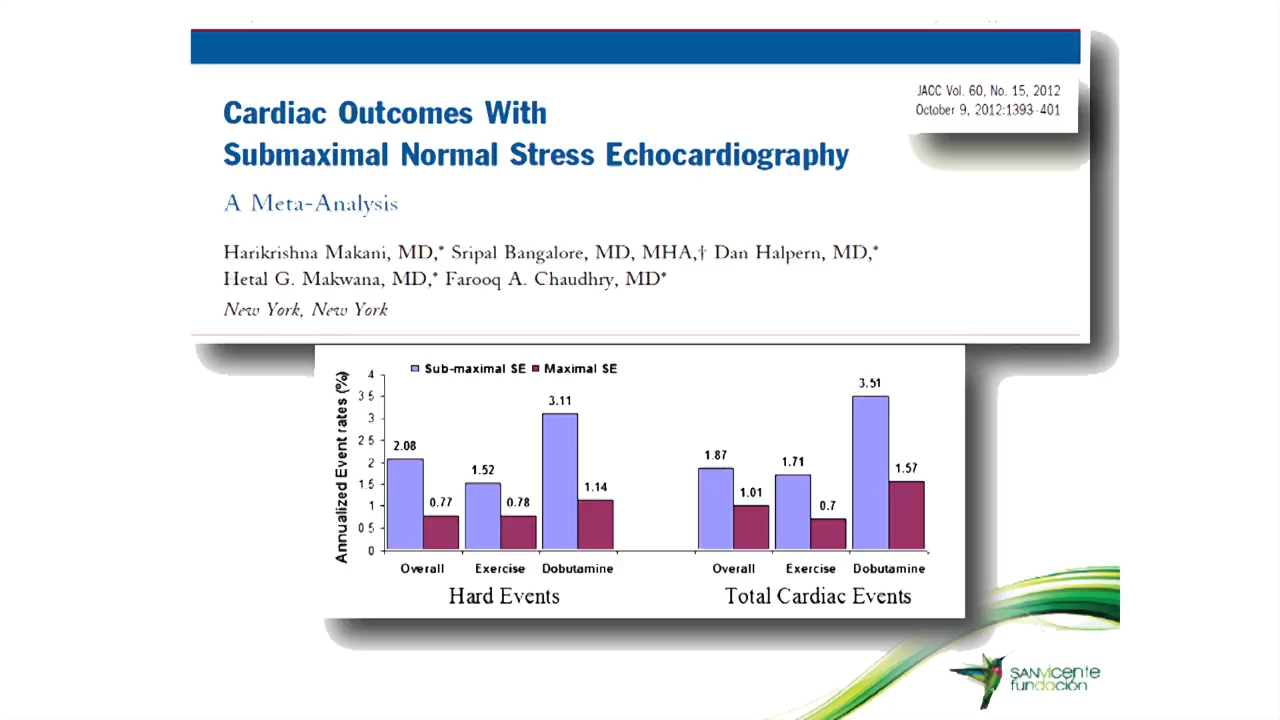 JACC Vol. 60, No. 15, 2012
October 9, 2012:1393–401
Cardiac Outcomes With
Submaximal Normal Stress Echocardiography
A Meta-Analysis
Harikrishna Makani, MD,* Sripal Bangalore, MD, MHA,† Dan Halpern, MD,*
Hetal G. Makwana, MD,* Farooq A. Chaudhry, MD*
New York, New York
Sub-maximal SE Maximal SE
Annualized Event rates (%)
4
3 5
3
2 5
2
1.5
1
0 5
0
2.08 0.77 1.52 0.78 3.11 1.14
1.87 1.01 1.71 0.7 3.51 1.57
Overall Exercise Dobutamine Overall Exercise Dobutamine
Hard Events Total Cardiac Events
SANVICENTE
fundación